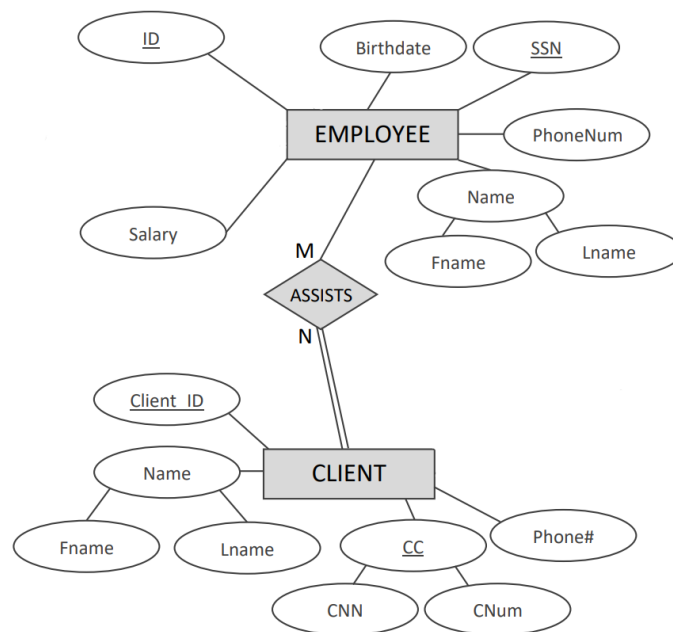 ID
Birthdate
SSN
EMPLOYEE
PhoneNum
Name
Salary
Fname
Lname
M
ASSISTS
N
Client_ID
CLIENT
Name
Phone#
Fname
Lname
CC
CNN
CNum